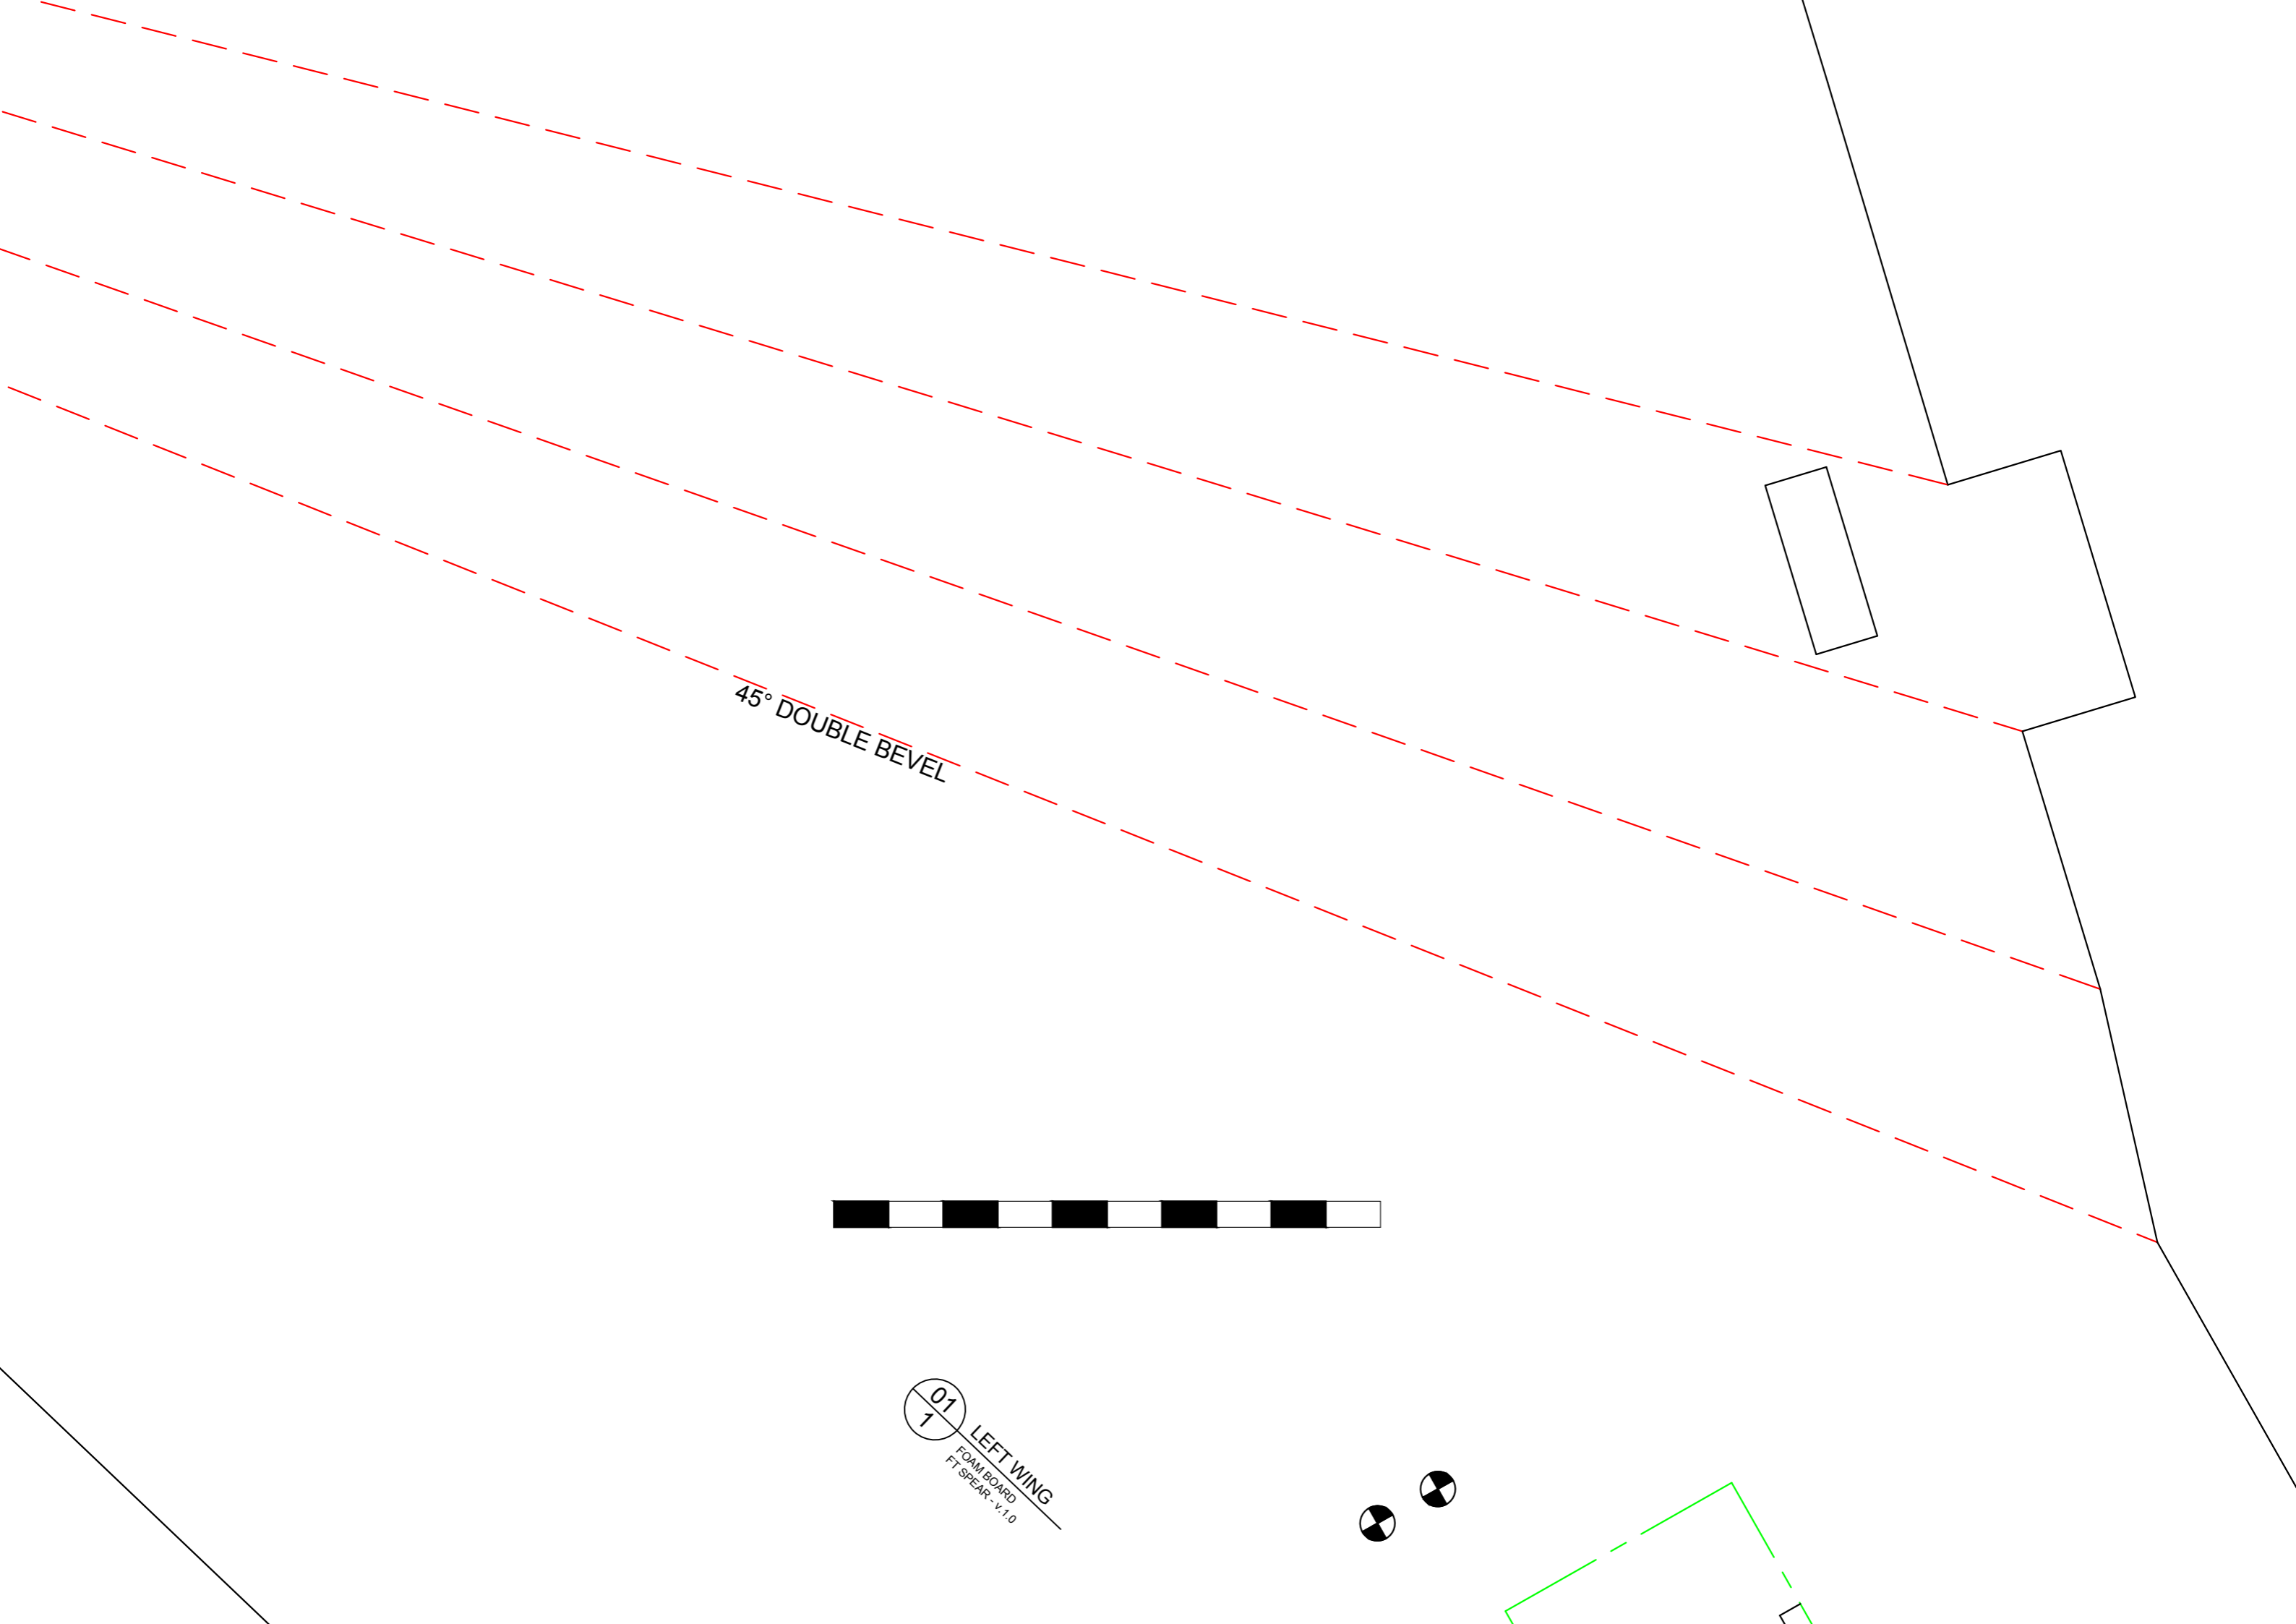 45° DOUBLE BEVEL
01
1
LEFT WING
FOAM BOARD
FT SPEAR - v.1.0